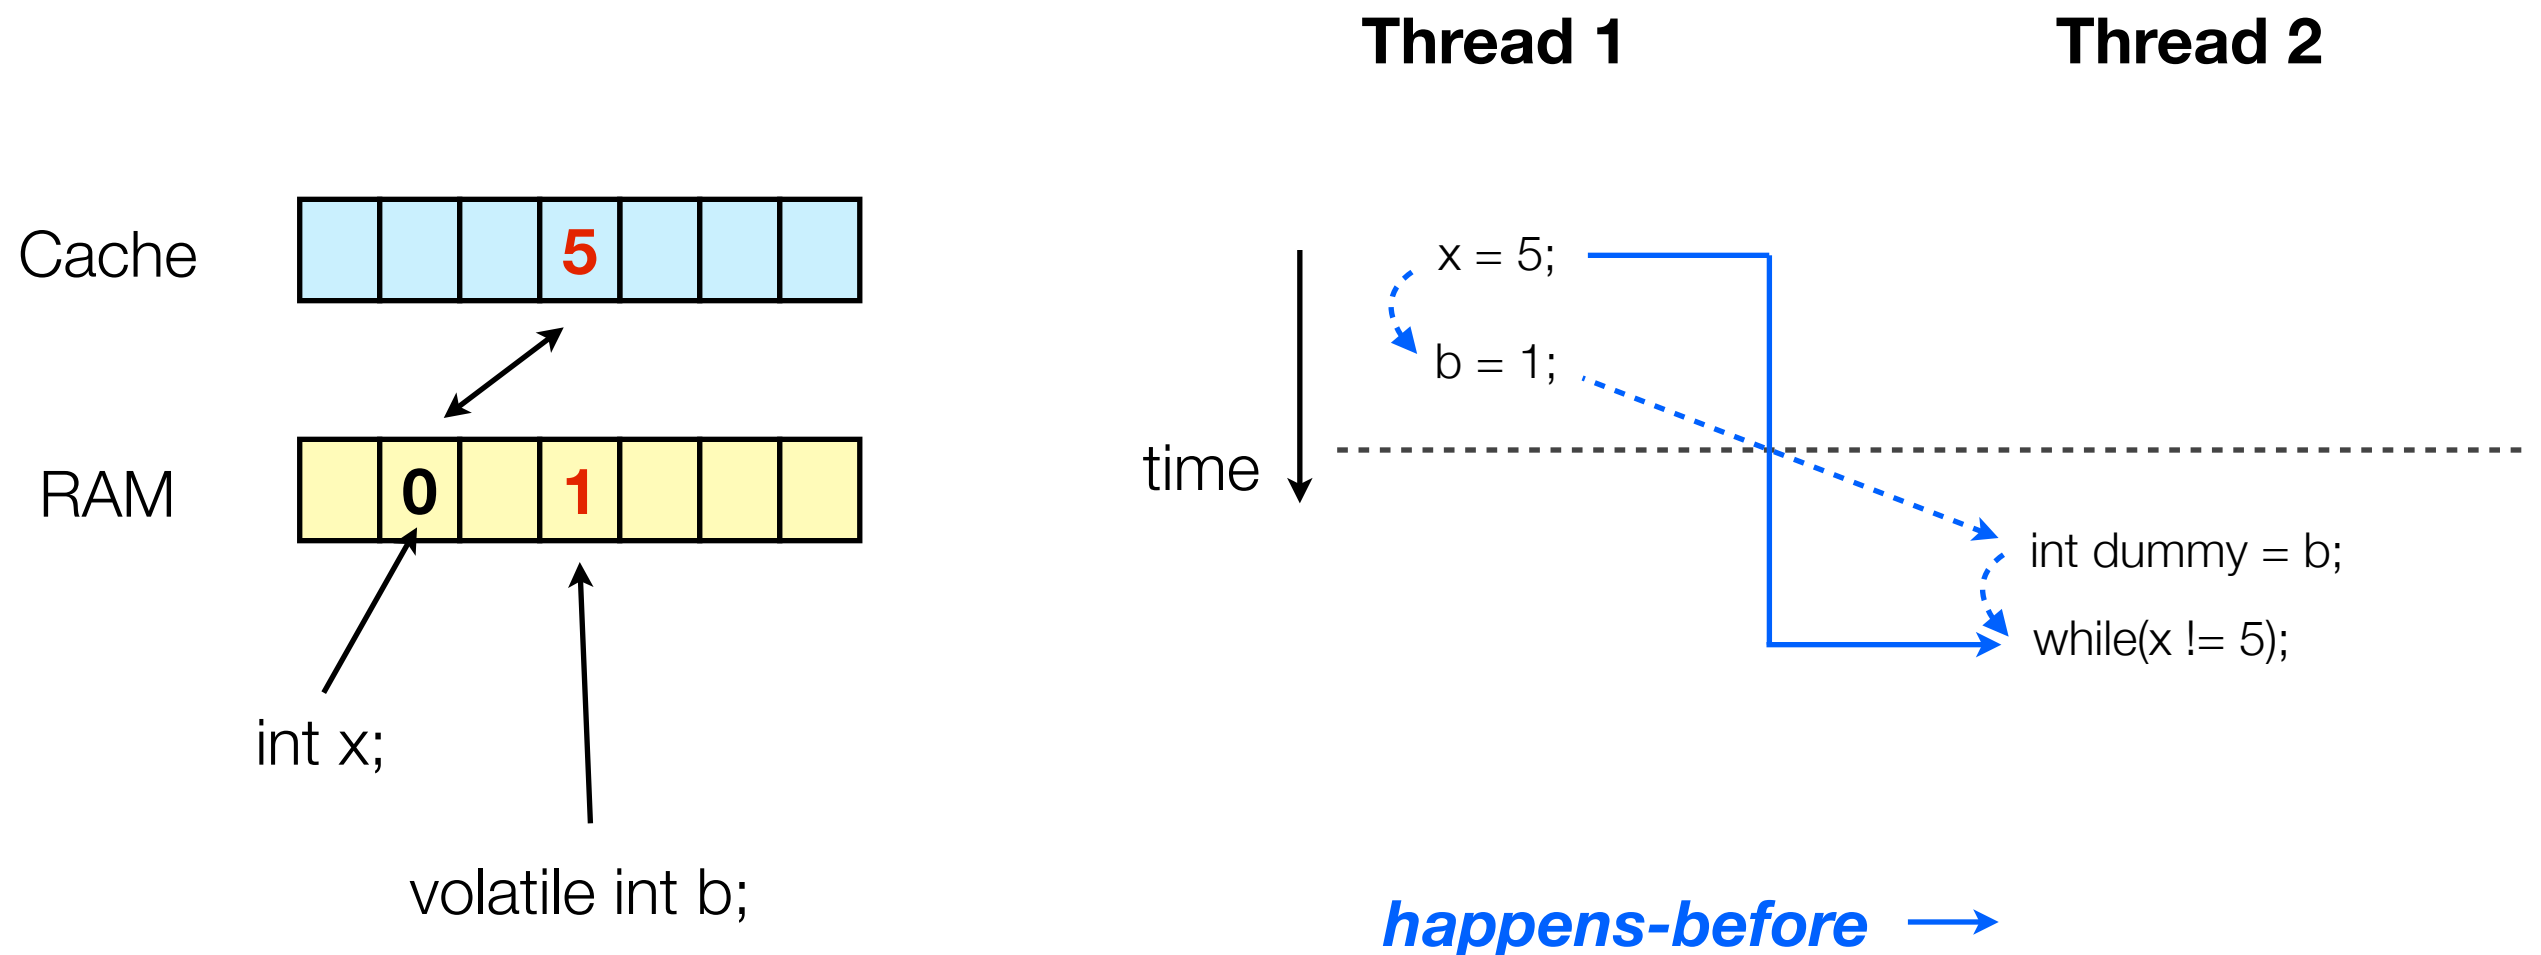 Thread 1
Thread 2
Cache
5
x = 5;
b = 1;
time
RAM
0
1
int dummy = b;
while(x != 5);
int x;
volatile int b;
happens-before